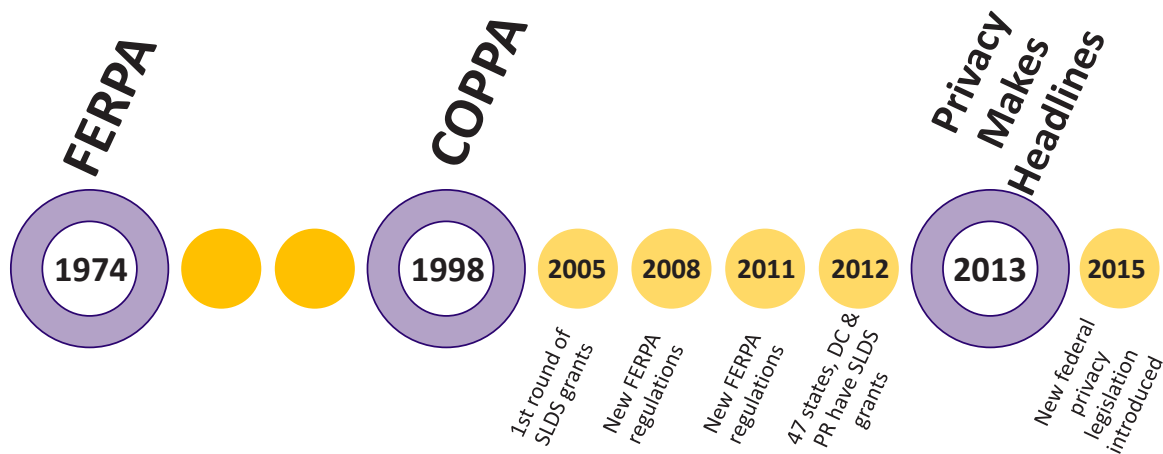 FERPA
1974
COPPA
1998
2005
1st round of
SLDS grants
2008
New FERPA
regulations
2011
New FERPA
regulations
2012
47 states, DC &
PR have SLDS
grants
Privacy
Makes
Headlines
2013
2015
New federal
privacy
legislation
introduced